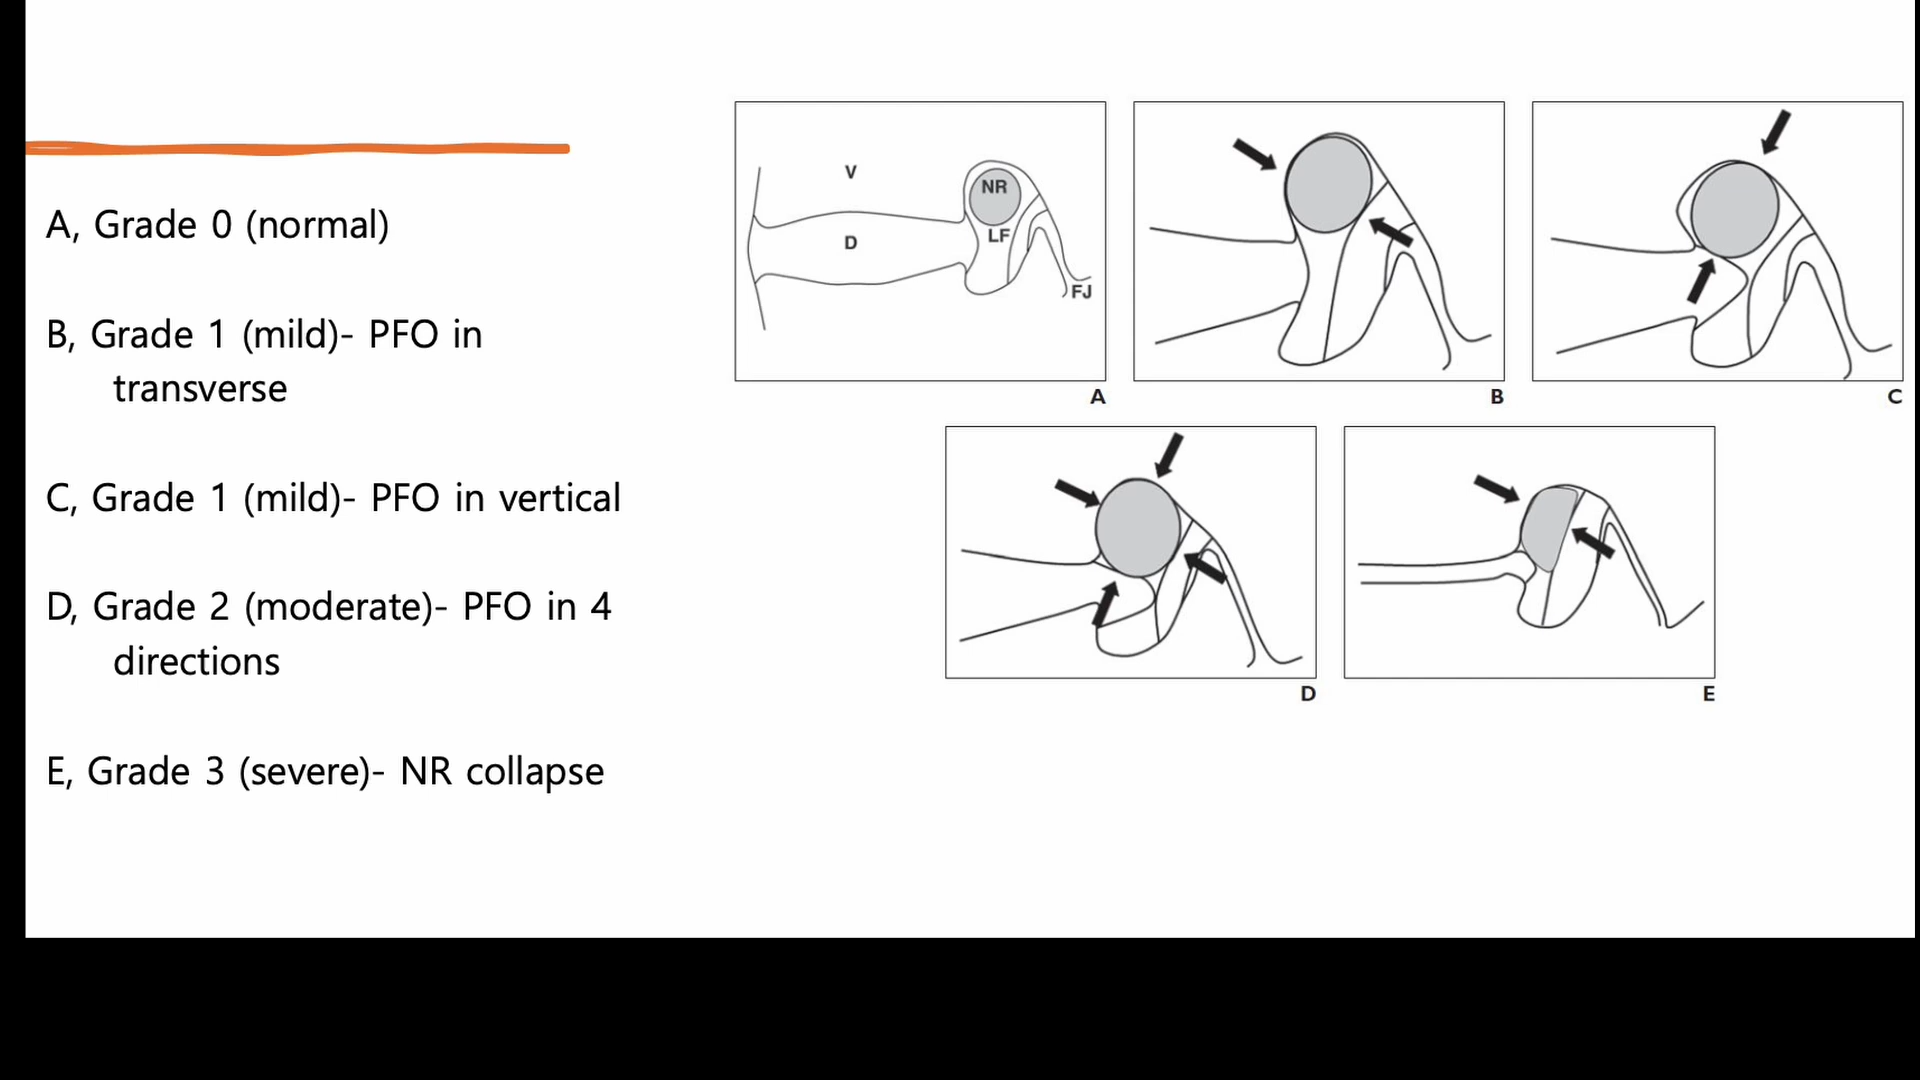 A, Grade 0 (normal)
B, Grade 1 (mild)- PFO in
transverse
C, Grade 1 (mild)- PFO in vertical
D, Grade 2 (moderate)- PFO in 4
directions
E, Grade 3 (severe)- NR collapse
V
NR
D
LF
FJ
A
B
C
D
E